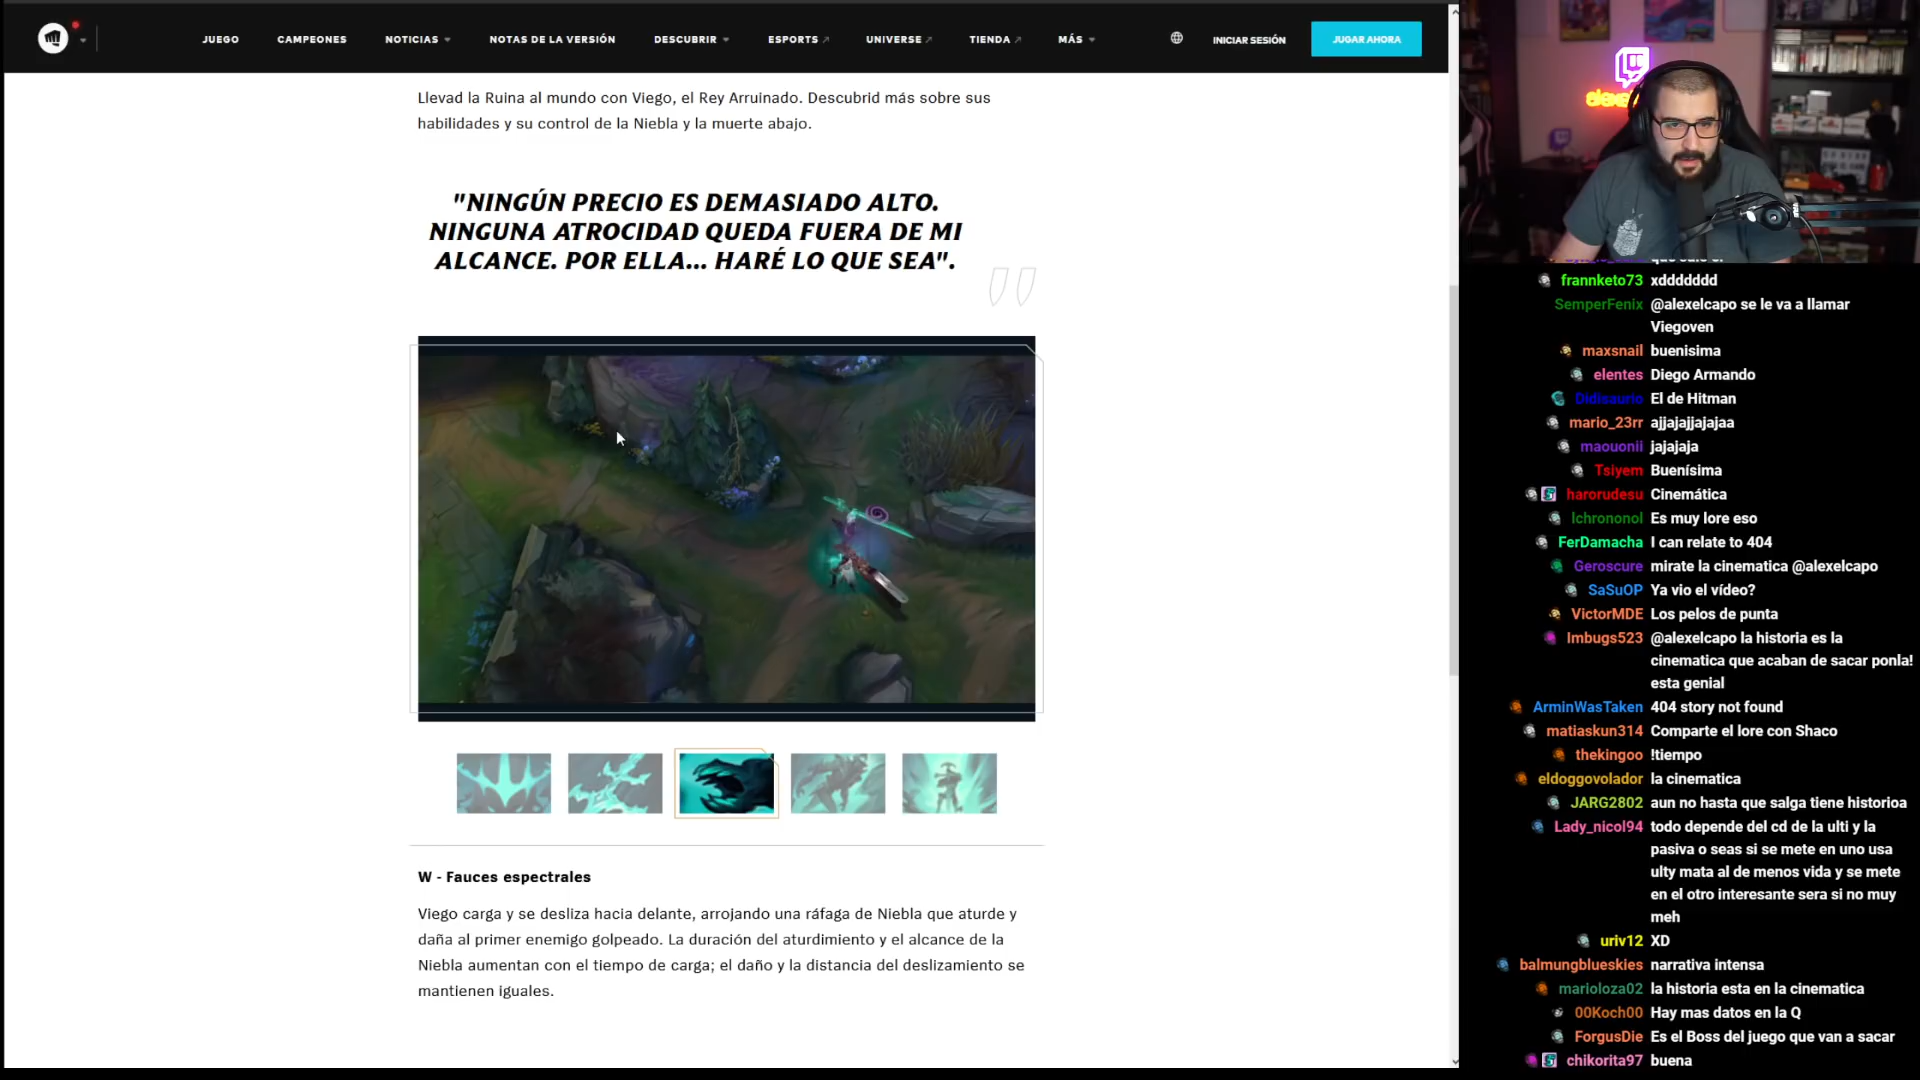 JUEGO CAMPEONES NOTICIAS NOTAS DE LA VERSIÓN DESCUBRIR ESPORTS UNIVERSE TIENDA MÁS INICIAR SESIÓN JUGAR AHORA
Llevad la Ruina al mundo con Viego, el Rey Arruinado. Descubrid más sobre sus
habilidades y su control de la Niebla y la muerte abajo.
"NINGÚN PRECIO ES DEMASIADO ALTO.
NINGUNA ATROCIDAD QUEDA FUERA DE MI
ALCANCE. POR ELLA... HARÉ LO QUE SEA".
W - Fauces espectrales
Viego carga y se desliza hacia delante, arrojando una ráfaga de Niebla que aturde y
daña al primer enemigo golpeado. La duración del aturdimiento y el alcance de la
Niebla aumentan con el tiempo de carga; el daño y la distancia del deslizamiento se
mantienen iguales.
frannketo73 xddddddd
SemperFenix @alexelcapo se le va a llamar
Viegoven
maxsnail buenisima
elentes Diego Armando
Didisaurio El de Hitman
mario_23rr ajjajajjajajaa
maouonii jajajaja
Tsiyem Buenísima
harorudesu Cinemática
lchrononol Es muy lore eso
FerDamacha I can relate to 404
Geroscure mirate la cinematica @alexelcapo
SaSuOP Ya vio el vídeo?
VictorMDE Los pelos de punta
Imbugs523 @alexelcapo la historia es la
cinematica que acaban de sacar ponla!
esta genial
ArminWasTaken 404 story not found
matiaskun314 Comparte el lore con Shaco
thekingoo !tiempo
eldoggovolador la cinematica
JARG2802 aun no hasta que salga tiene historioa
Lady_nicol94 todo depende del cd de la ulti y la
pasiva o seas si se mete en uno usa
ulty mata al de menos vida y se mete
en el otro interesante sera si no muy
meh
uriv12 XD
balmungblueskies narrativa intensa
marioloza02 la historia esta en la cinematica
00Koch00 Hay mas datos en la Q
ForgusDie Es el Boss del juego que van a sacar
chikorita97 buena